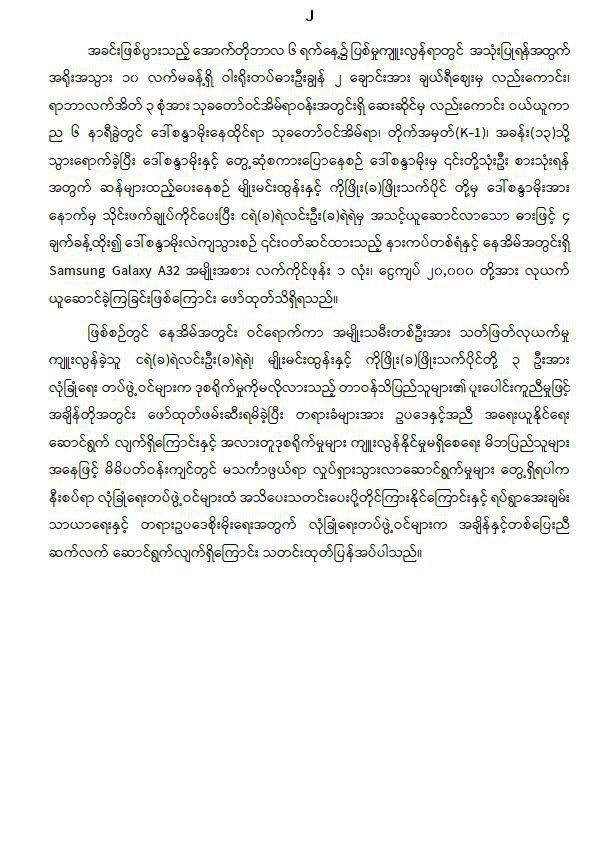 ၂
အခင်းဖြစ်ပွားသည့် အောက်တိုဘာလ ၆ ရက်နေ့၌ ပြစ်မှုကျူးလွန်ရာတွင် အသုံးပြုရန်အတွက်
အရိုးအသွား ၁၀ လက်မခန့်ရှိ ဝါးရိုးတပ်ဓားဦးချွန် ၂ ချောင်းအား ချယ်ရီဈေးမှ လည်းကောင်း၊
ရာဘာလက်အိတ် ၃ စုံအား သုခတော်ဝင်အိမ်ရာဝန်းအတွင်းရှိ ဆေးဆိုင်မှ လည်းကောင်း ဝယ်ယူကာ
ည ၆ နာရီခွဲတွင် ဒေါ်စန္ဒာမိုးနေထိုင်ရာ သုခတော်ဝင်အိမ်ရာ၊ တိုက်အမှတ်(K-1)၊ အခန်း(၁၃)သို့
သွားရောက်ခဲ့ပြီး ဒေါ်စန္ဒာမိုးနှင့် တွေ့ဆုံစကားပြောနေစဉ် ဒေါ်စန္ဒာမိုးမှ ၎င်းတို့သုံးဦး စားသုံးရန်
အတွက် ဆန်များထည့်ပေးနေစဉ် မျိုးမင်းထွန်းနှင့် ကိုဖြိုး(ခ)ဖြိုးသက်ပိုင် တို့မှ ဒေါ်စန္ဒာမိုးအား
နောက်မှ သိုင်းဖက်ချုပ်ကိုင်ပေးပြီး ငရဲ(ခ)ရဲလင်းဦး(ခ)ရဲရဲမှ အသင့်ယူဆောင်လာသော ဓားဖြင့် ၄
ချက်ခန့်ထိုး၍ ဒေါ်စန္ဒာမိုးလဲကျသွားစဉ် ၎င်းဝတ်ဆင်ထားသည့် နားကပ်တစ်ရံနှင့် နေအိမ်အတွင်းရှိ
Samsung Galaxy A32 အမျိုးအစား လက်ကိုင်ဖုန်း ၁ လုံး၊ ငွေကျပ် ၂၀,၀၀၀ တို့အား လုယက်
ယူဆောင်ခဲ့ကြခြင်းဖြစ်ကြောင်း ဖော်ထုတ်သိရှိရသည်။
ဖြစ်စဉ်တွင် နေအိမ်အတွင်း ဝင်ရောက်ကာ အမျိုးသမီးတစ်ဦးအား သတ်ဖြတ်လုယက်မှု
ကျူးလွန်ခဲ့သူ ငရဲ(ခ)ရဲလင်းဦး(ခ)ရဲရဲ၊ မျိုးမင်းထွန်းနှင့် ကိုဖြိုး(ခ)ဖြိုးသက်ပိုင်တို့ ၃ ဦးအား
လုံခြုံရေး တပ်ဖွဲ့ဝင်များက ဒုစရိုက်မှုကိုမလိုလားသည့် တာဝန်သိပြည်သူများ၏ ပူးပေါင်းကူညီမှုဖြင့်
အချိန်တိုအတွင်း ဖော်ထုတ်ဖမ်းဆီးရမိခဲ့ပြီး တရားခံများအား ဥပဒေနှင့်အညီ အရေးယူနိုင်ရေး
ဆောင်ရွက် လျက်ရှိကြောင်းနှင့် အလားတူဒုစရိုက်မှုများ ကျူးလွန်နိုင်မှုမရှိစေရေး မိဘပြည်သူများ
အနေဖြင့် မိမိပတ်ဝန်းကျင်တွင် မသင်္ကာဖွယ်ရာ လှုပ်ရှားသွားလာဆောင်ရွက်မှုများ တွေ့ရှိရပါက
နီးစပ်ရာ လုံခြုံရေးတပ်ဖွဲ့ဝင်များထံ အသိပေးသတင်းပေးပို့တိုင်ကြားနိုင်ကြောင်းနှင့် ရပ်ရွာအေးချမ်း
သာယာရေးနှင့် တရားဥပဒေစိုးမိုးရေးအတွက် လုံခြုံရေးတပ်ဖွဲ့ဝင်များက အချိန်နှင့်တစ်ပြေးညီ
ဆက်လက် ဆောင်ရွက်လျက်ရှိကြောင်း သတင်းထုတ်ပြန်အပ်ပါသည်။